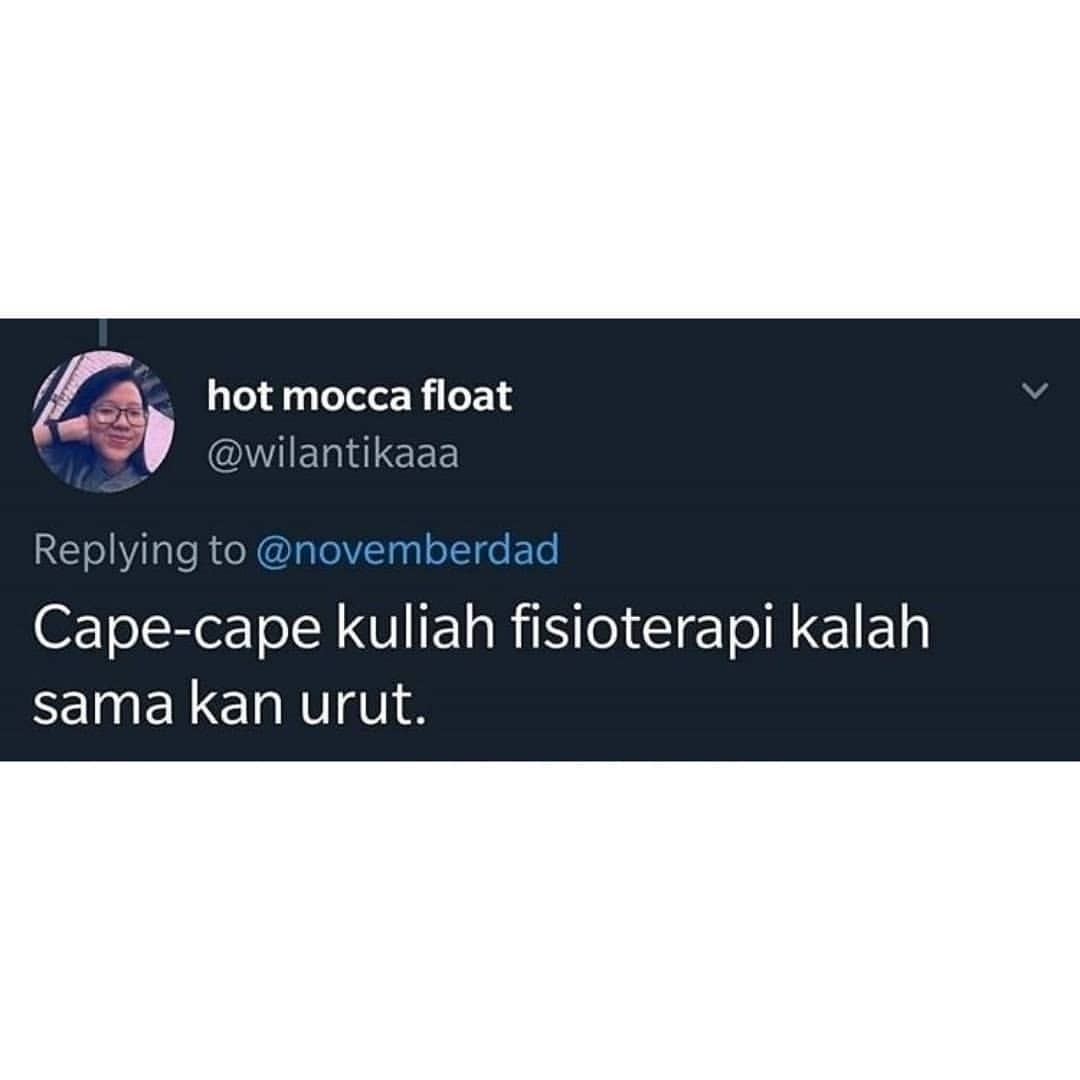 hot mocca float
@wilantikaaa
Replying to @novemberdad
Cape-cape kuliah fisioterapi kalah
sama kan urut.